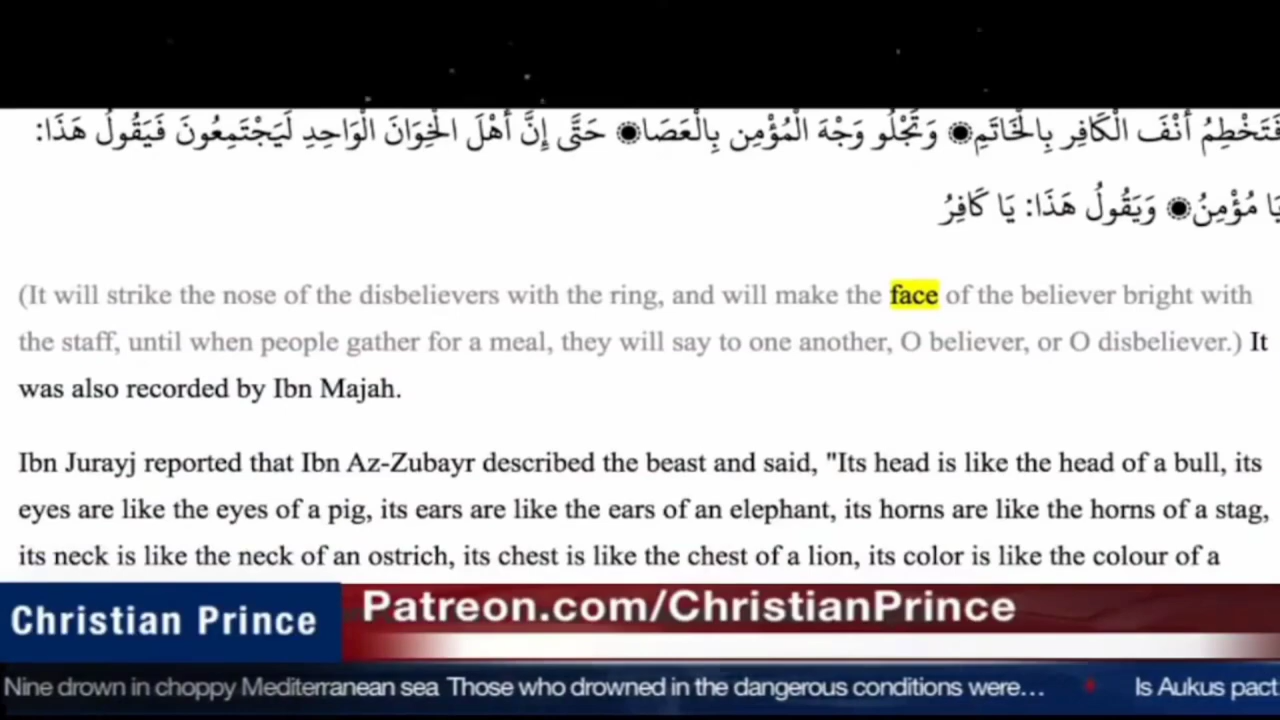 فَتَخْطِمُ أَنْفَ الْكَافِرِ بِالْخَاتَمِ۞ وَتَجْلُو وَجْهَ الْمُؤْمِنِ بِالْعَصَا۞ حَتَّى إِنَّ أَهْلَ الْخِوَانَ الْوَاحِدِ لَيَجْتَمِعُونَ فَيَقُولُ هَذَا:
يَا مُؤْمِنُ۞ وَيَقُولُ هَذَا: يَا كَافِرُ
(It will strike the nose of the disbelievers with the ring, and will make the face of the believer bright with
the staff, until when people gather for a meal, they will say to one another, O believer, or O disbeliever.) It
was also recorded by Ibn Majah.
Ibn Jurayj reported that Ibn Az-Zubayr described the beast and said, "Its head is like the head of a bull, its
eyes are like the eyes of a pig, its ears are like the ears of an elephant, its horns are like the horns of a stag,
its neck is like the neck of an ostrich, its chest is like the chest of a lion, its color is like the colour of a
Christian Prince
Patreon.com/ChristianPrince
Nine drown in choppy Mediterranean sea Those who drowned in the dangerous conditions were... Is Aukus pact